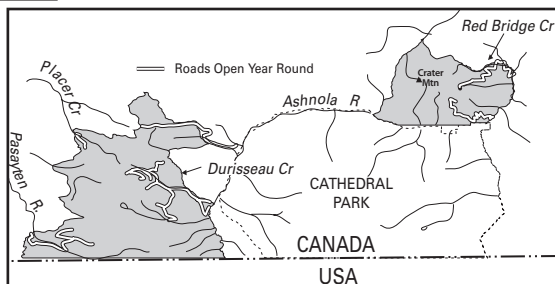 Red Bridge Cr
Roads Open Year Round
Crater
Mtn
Placer Cr
Ashnola R
Pasayten R.
Durisseau Cr
CATHEDRAL
PARK
CANADA
USA